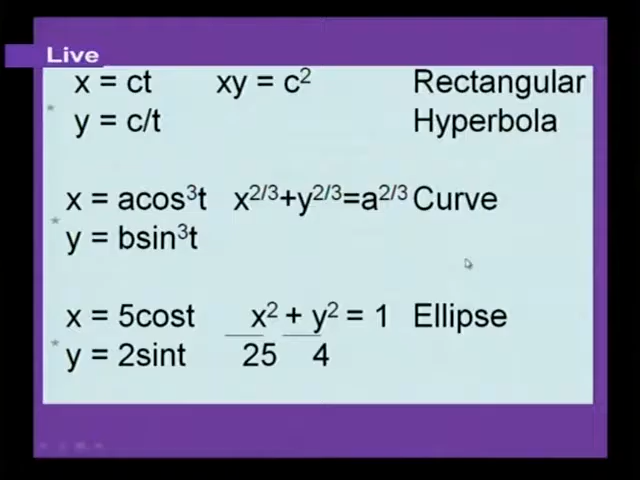 Live
x = ct xy = c² Rectangular
* y = c/t Hyperbola
x = acos³t x^2/3+y^2/3=a^2/3 Curve
* y = bsin³t
x = 5cost x² + y² = 1 Ellipse
* y = 2sint 25 4